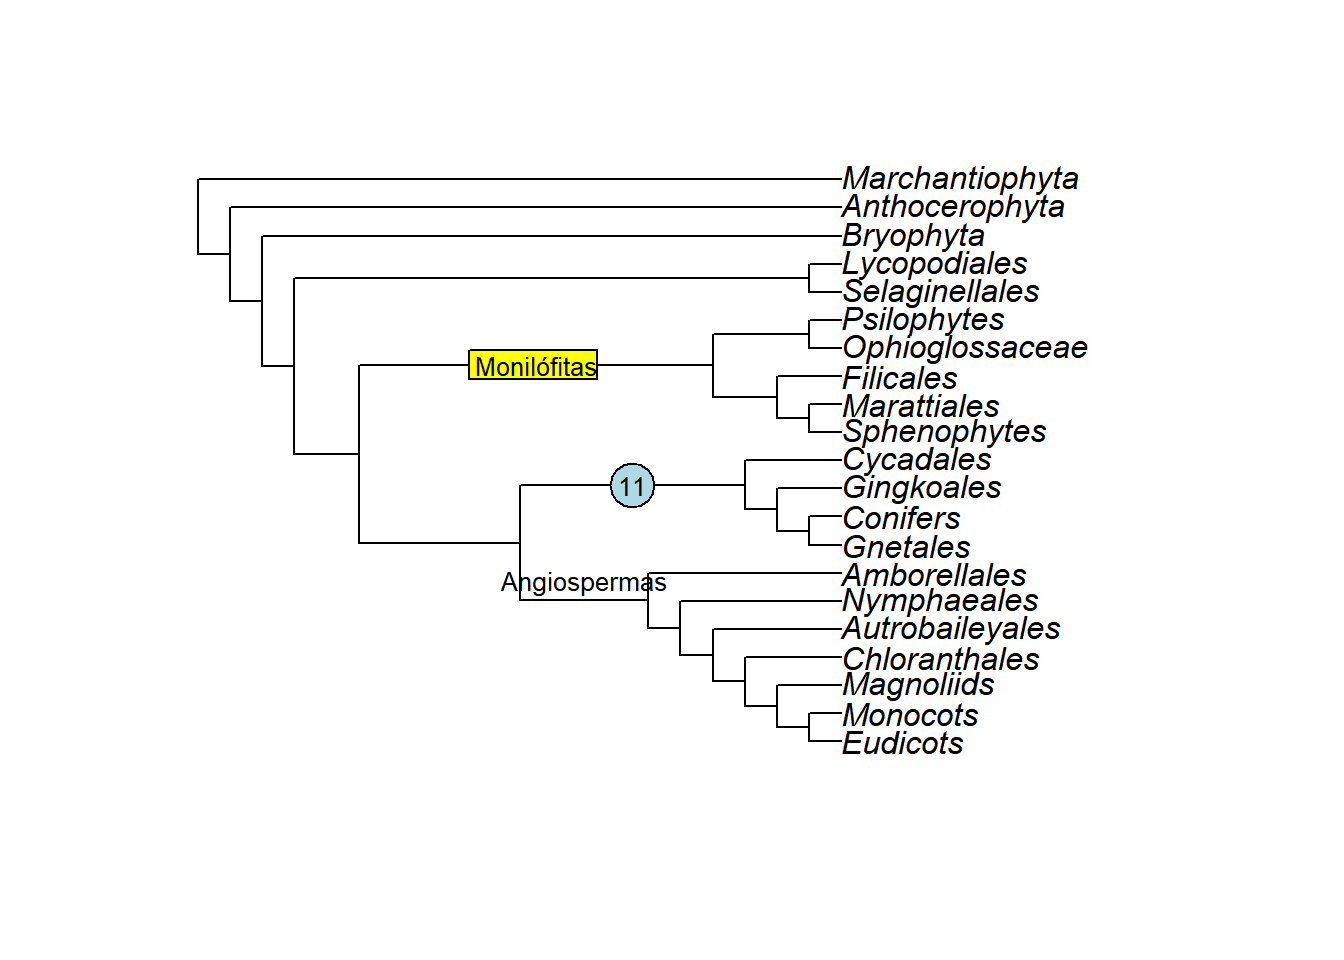 Marchantiophyta
Anthocerophyta
Bryophyta
Lycopodiales
Selaginellales
Psilophytes
Ophioglossaceae
Monilófitas
Filicales
Marattiales
Sphenophytes
Cycadales
11
Gingkoales
Conifers
Gnetales
Amborellales
Angiospermas
Nymphaeales
Autrobaileyales
Chloranthales
Magnoliids
Monocots
Eudicots